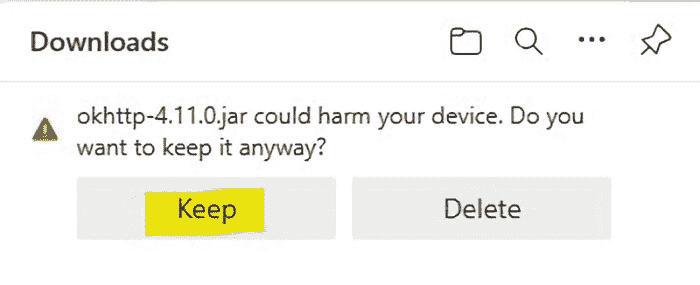 Downloads
okhttp-4.11.0.jar could harm your device. Do you
want to keep it anyway?
Keep
Delete